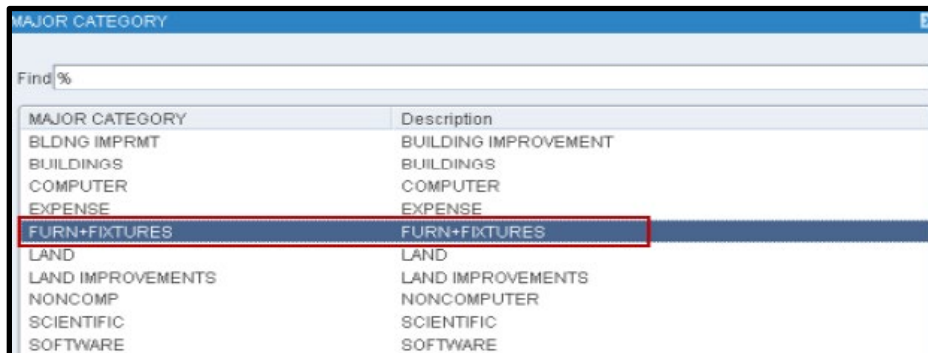 MAJOR CATEGORY
Find %
MAJOR CATEGORY Description
BLDNG IMPRMT BUILDING IMPROVEMENT
BUILDINGS BUILDINGS
COMPUTER COMPUTER
EXPENSE EXPENSE
FURN+FIXTURES FURN+FIXTURES
LAND LAND
LAND IMPROVEMENTS LAND IMPROVEMENTS
NONCOMP NONCOMPUTER
SCIENTIFIC SCIENTIFIC
SOFTWARE SOFTWARE